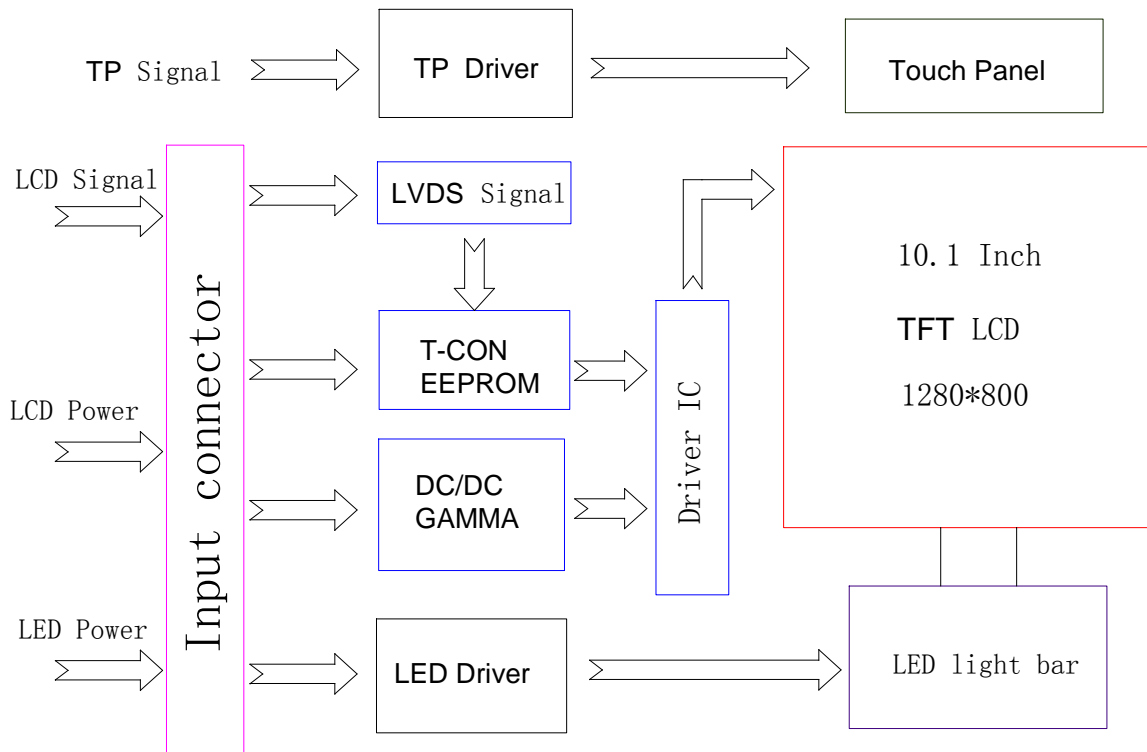 TP Signal
TP Driver
Touch Panel
LCD Signal
LVDS Signal
Input connector
T-CON
EEPROM
Driver IC
10.1 Inch
TFT LCD
1280*800
LCD Power
DC/DC
GAMMA
LED Power
LED Driver
LED light bar